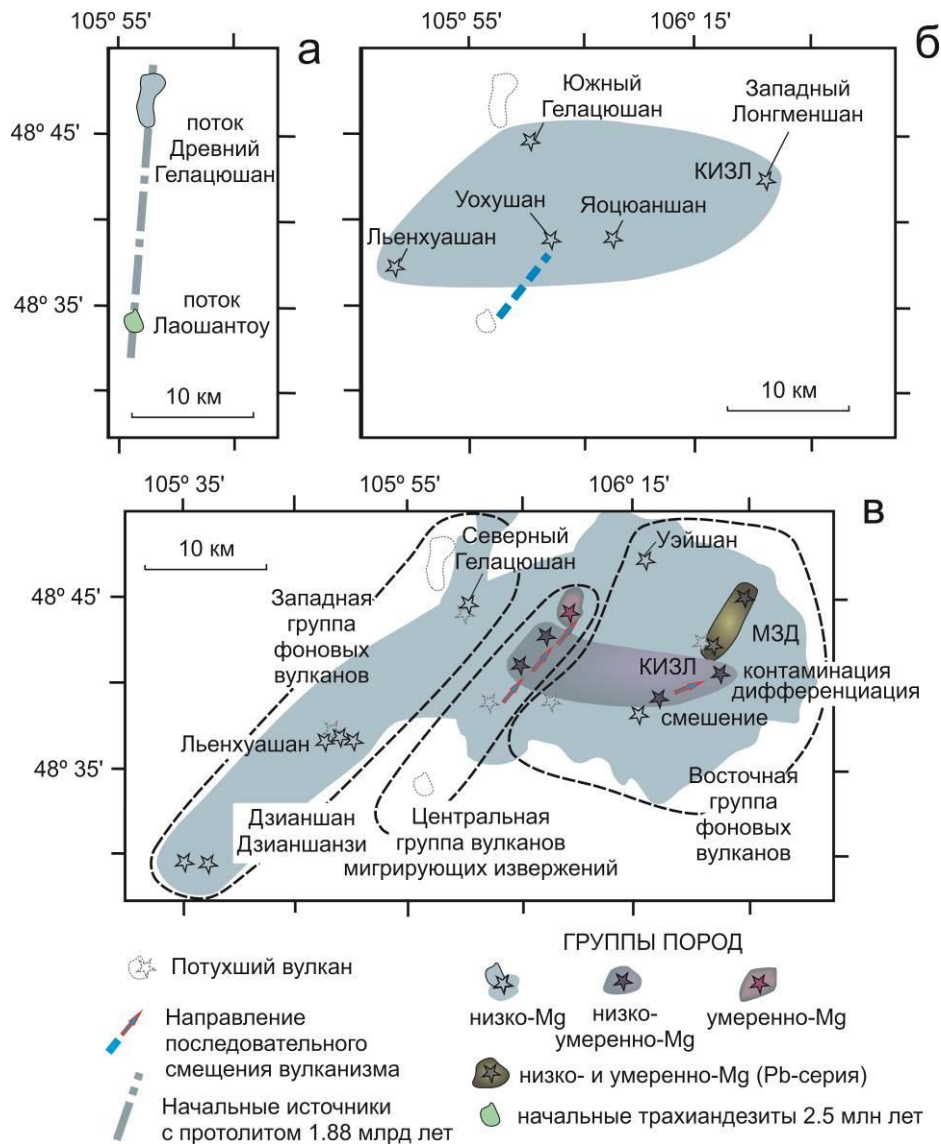 105º 55'
а
48º 45'
поток
Древний
Гелацюшан
48º 35'
поток
Лаошантоу
10 км
105º 55'
106º 15'
б
Южный
Гелацюшан
Западный
Лонгменшан
КИЗЛ
Уохушан
Яоцюаншан
Льенхуашан
10 км
105º 35'
105º 55'
106º 15'
в
10 км
Северный
Гелацюшан
Уэйшан
48º 45'
Западная
группа
фоновых
вулканов
МЗД
КИЗЛ
контаминация
дифференциация
смешение
Льенхуашан
48º 35'
Дзианшан
Дзианшанзи
Центральная
группа вулканов
мигрирующих извержений
Восточная
группа
фоновых
вулканов
Потухший вулкан
Направление
последовательного
смещения вулканизма
Начальные источники
с протолитом 1.88 млрд лет
ГРУППЫ ПОРОД
низко-Mg
низко-
умеренно-Mg
умеренно-Mg
низко- и умеренно-Mg (Pb-серия)
начальные трахиандезиты 2.5 млн лет